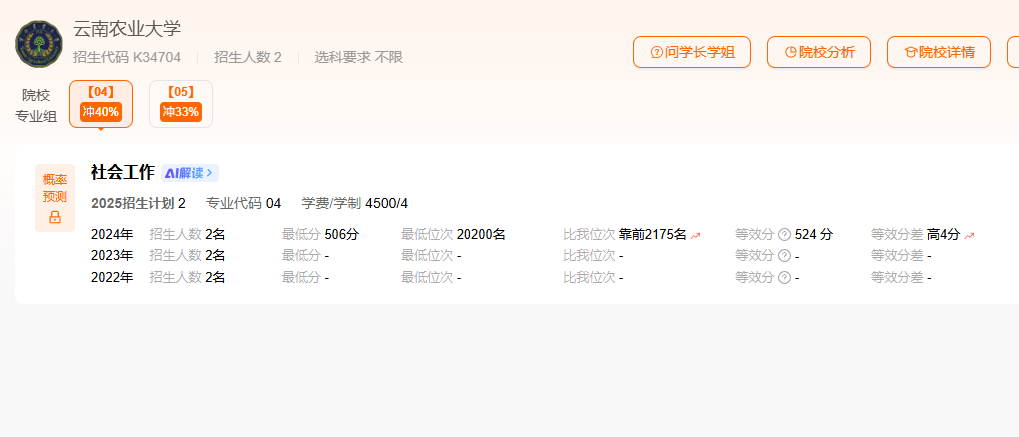 云南农业大学
招生代码 K34704 招生人数 2 选科要求 不限
问学长学姐 院校分析 院校详情
院校
专业组
【04】
冲40%
【05】
冲33%
概率
预测
社会工作 AI解读 >
2025招生计划 2 专业代码 04 学费/学制 4500/4
2024年 招生人数 2名 最低分 506分 最低位次 20200名 比我位次 靠前2175名 等效分 ? 524 分 等效分差 高4分
2023年 招生人数 2名 最低分 - 最低位次 - 比我位次 - 等效分 ? - 等效分差 -
2022年 招生人数 2名 最低分 - 最低位次 - 比我位次 - 等效分 ? - 等效分差 -